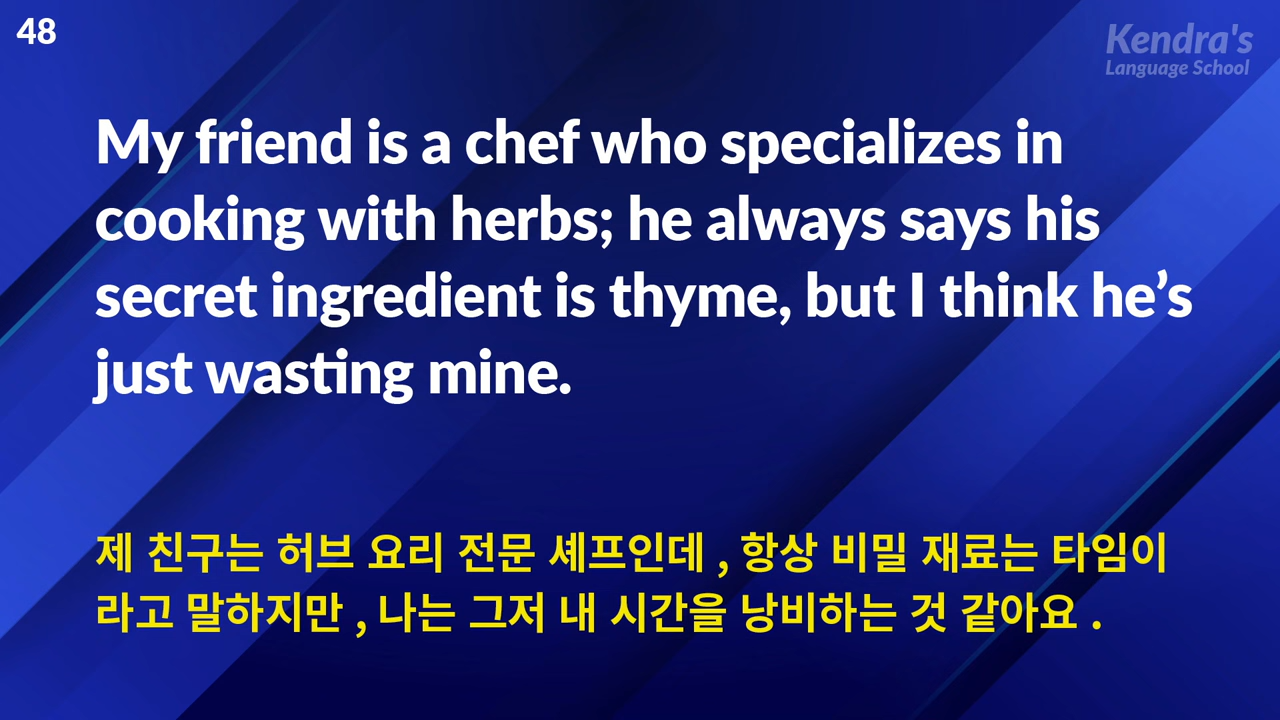 48
Kendra's
Language School
My friend is a chef who specializes in
cooking with herbs; he always says his
secret ingredient is thyme, but I think he’s
just wasting mine.
제 친구는 허브 요리 전문 셰프인데 , 항상 비밀 재료는 타임이
라고 말하지만 , 나는 그저 내 시간을 낭비하는 것 같아요 .